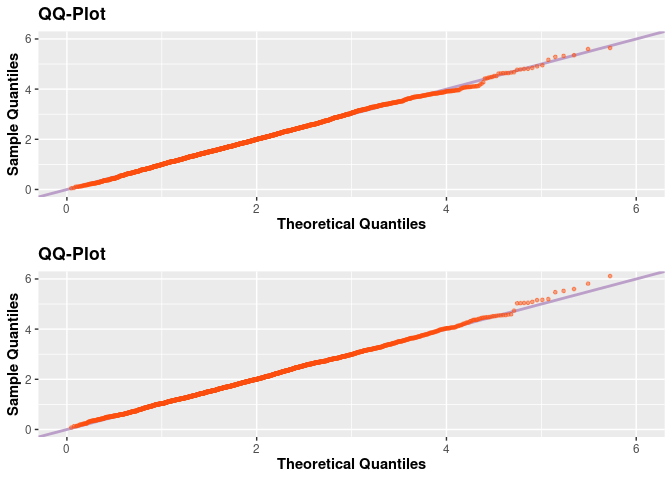 QQ-Plot
6
4
2
0
Sample Quantiles
0 2 4 6
Theoretical Quantiles
QQ-Plot
6
4
2
0
Sample Quantiles
0 2 4 6
Theoretical Quantiles